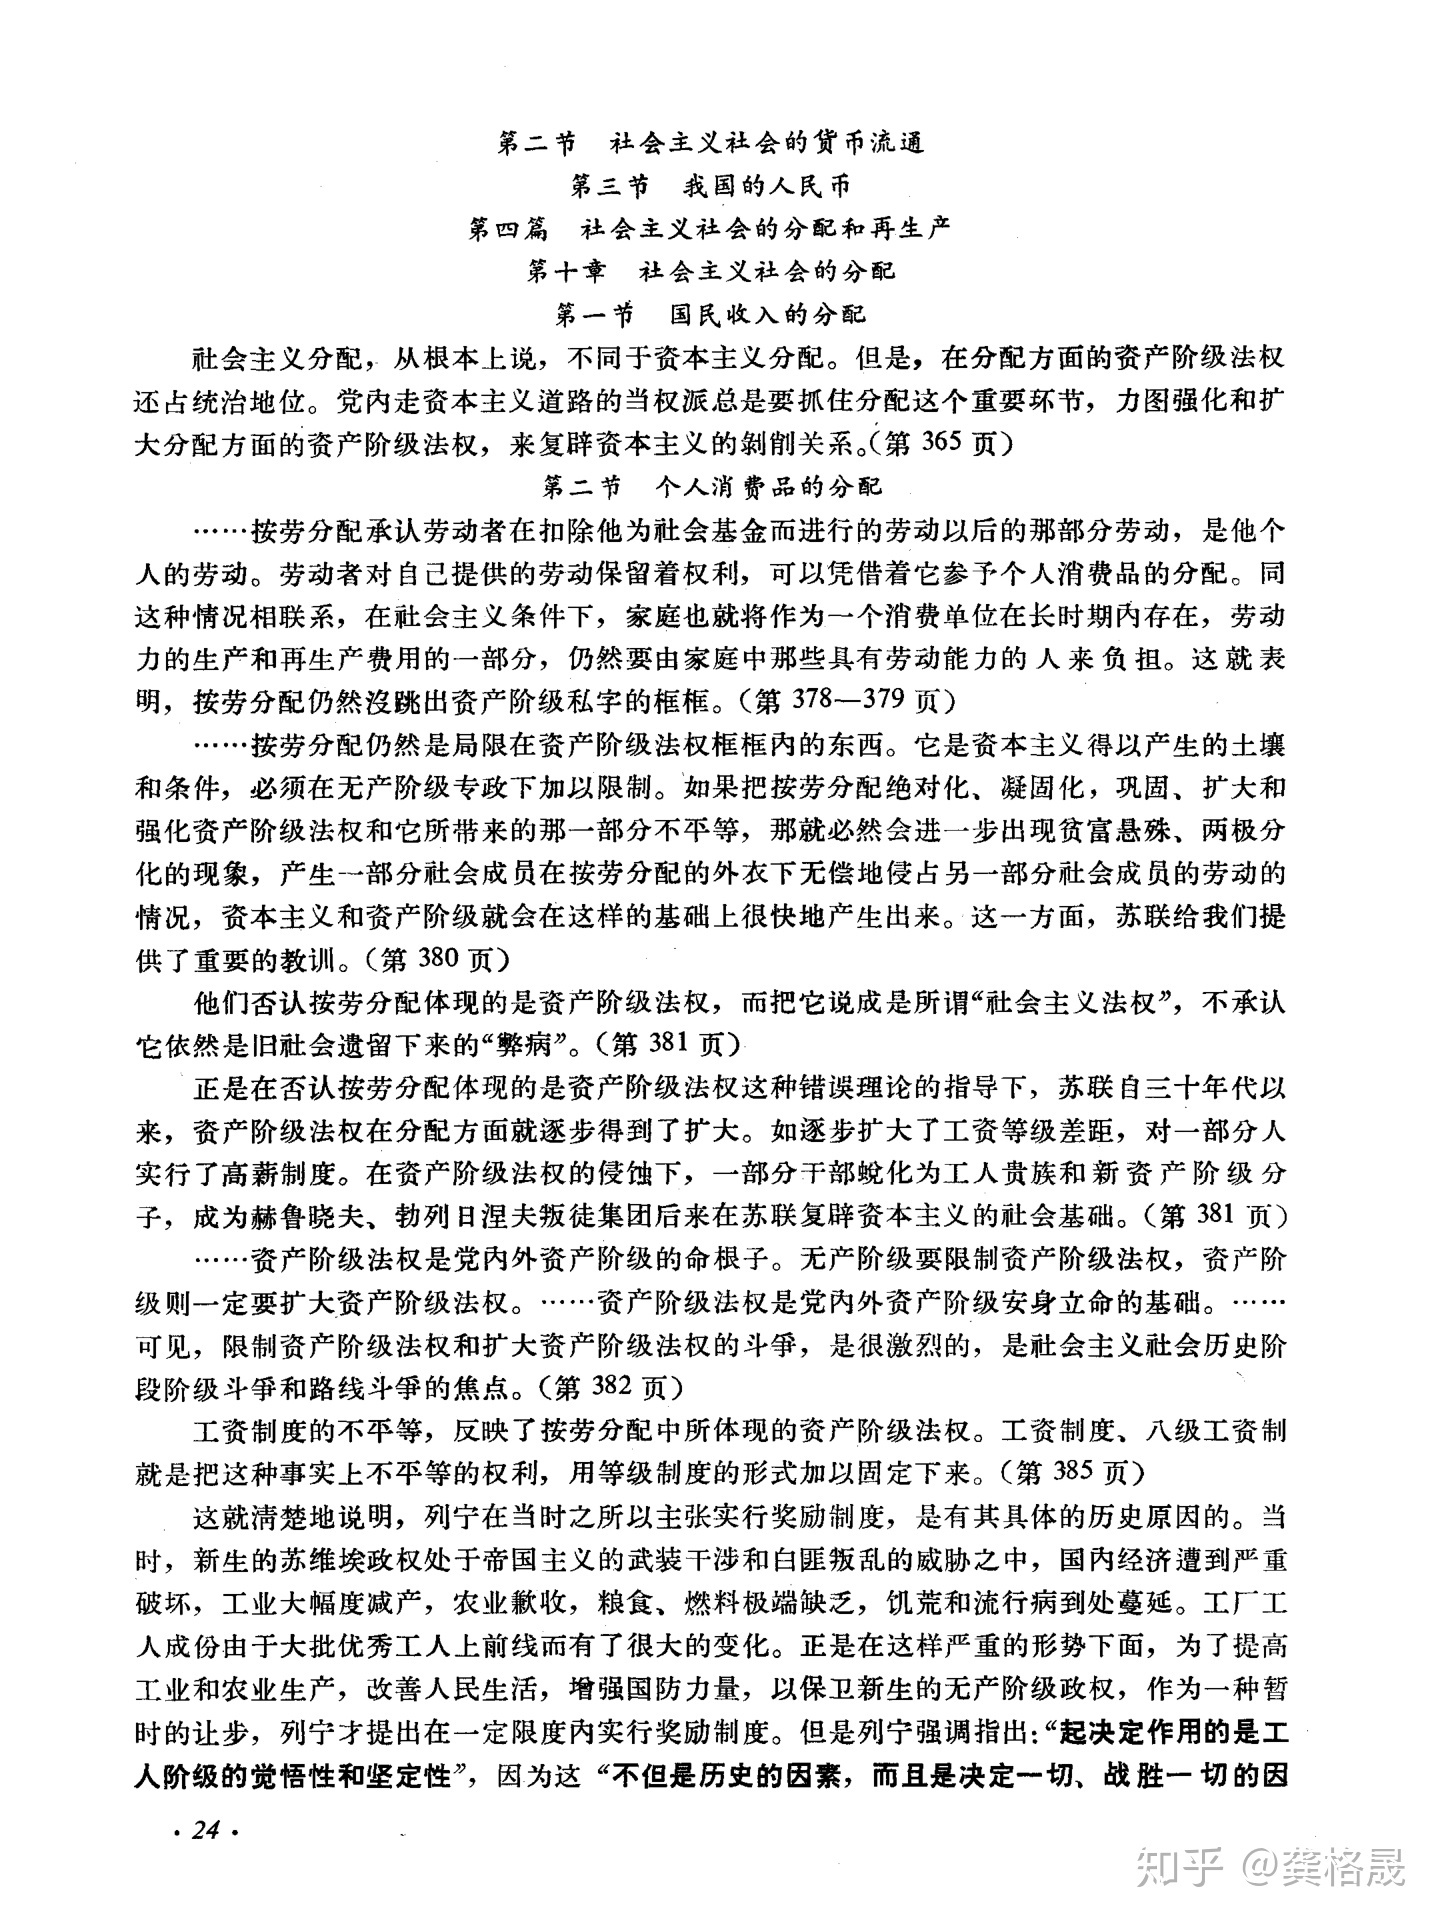 第二节　社会主义社会的货币流通
第三节　我国的人民币
第四篇　社会主义社会的分配和再生产
第十章　社会主义社会的分配
第一节　国民收入的分配
社会主义分配，从根本上说，不同于资本主义分配。但是，在分配方面的资产阶级法权
还占统治地位。党内走资本主义道路的当权派总是要抓住分配这个重要环节，力图强化和扩
大分配方面的资产阶级法权，来复辟资本主义的剥削关系。（第 365 页）
第二节　个人消费品的分配
……按劳分配承认劳动者在扣除他为社会基金而进行的劳动以后的那部分劳动，是他个
人的劳动。劳动者对自己提供的劳动保留着权利，可以凭借着它参予个人消费品的分配。同
这种情况相联系，在社会主义条件下，家庭也就将作为一个消费单位在长时期内存在，劳动
力的生产和再生产费用的一部分，仍然要由家庭中那些具有劳动能力的人来负担。这就表
明，按劳分配仍然沒跳出资产阶级私字的框框。（第 378—379 页）
……按劳分配仍然是局限在资产阶级法权框框内的东西。它是资本主义得以产生的土壤
和条件，必须在无产阶级专政下加以限制。如果把按劳分配绝对化、凝固化，巩固、扩大和
强化资产阶级法权和它所带来的那一部分不平等，那就必然会进一步出现贫富悬殊、两极分
化的现象，产生一部分社会成员在按劳分配的外衣下无偿地侵占另一部分社会成员的劳动的
情况，资本主义和资产阶级就会在这样的基础上很快地产生出来。这一方面，苏联给我们提
供了重要的教训。（第 380 页）
他们否认按劳分配体现的是资产阶级法权，而把它说成是所谓“社会主义法权”，不承认
它依然是旧社会遗留下来的“弊病”。（第 381 页）
正是在否认按劳分配体现的是资产阶级法权这种错误理论的指导下，苏联自三十年代以
来，资产阶级法权在分配方面就逐步得到了扩大。如逐步扩大了工资等级差距，对一部分人
实行了高薪制度。在资产阶级法权的侵蚀下，一部分干部蜕化为工人贵族和新资产阶级分
子，成为赫鲁晓夫、勃列日涅夫叛徒集团后来在苏联复辟资本主义的社会基础。（第 381 页）
……资产阶级法权是党内外资产阶级的命根子。无产阶级要限制资产阶级法权，资产阶
级则一定要扩大资产阶级法权。……资产阶级法权是党内外资产阶级安身立命的基础。……
可见，限制资产阶级法权和扩大资产阶级法权的斗爭，是很激烈的，是社会主义社会历史阶
段阶级斗爭和路线斗爭的焦点。（第 382 页）
工资制度的不平等，反映了按劳分配中所体现的资产阶级法权。工资制度、八级工资制
就是把这种事实上不平等的权利，用等级制度的形式加以固定下来。（第 385 页）
这就清楚地说明，列宁在当时之所以主张实行奖励制度，是有其具体的历史原因的。当
时，新生的苏维埃政权处于帝国主义的武装干涉和白匪叛乱的威胁之中，国内经济遭到严重
破坏，工业大幅度减产，农业歉收，粮食、燃料极端缺乏，饥荒和流行病到处蔓延。工厂工
人成份由于大批优秀工人上前线而有了很大的变化。正是在这样严重的形势下面，为了提高
工业和农业生产，改善人民生活，增强国防力量，以保卫新生的无产阶级政权，作为一种暂
时的让步，列宁才提出在一定限度内实行奖励制度。但是列宁强调指出：“起决定作用的是工
人阶级的觉悟性和坚定性”，因为这“不但是历史的因素，而且是决定一切、战胜一切的因
· 24 ·
知乎 @龚格晟